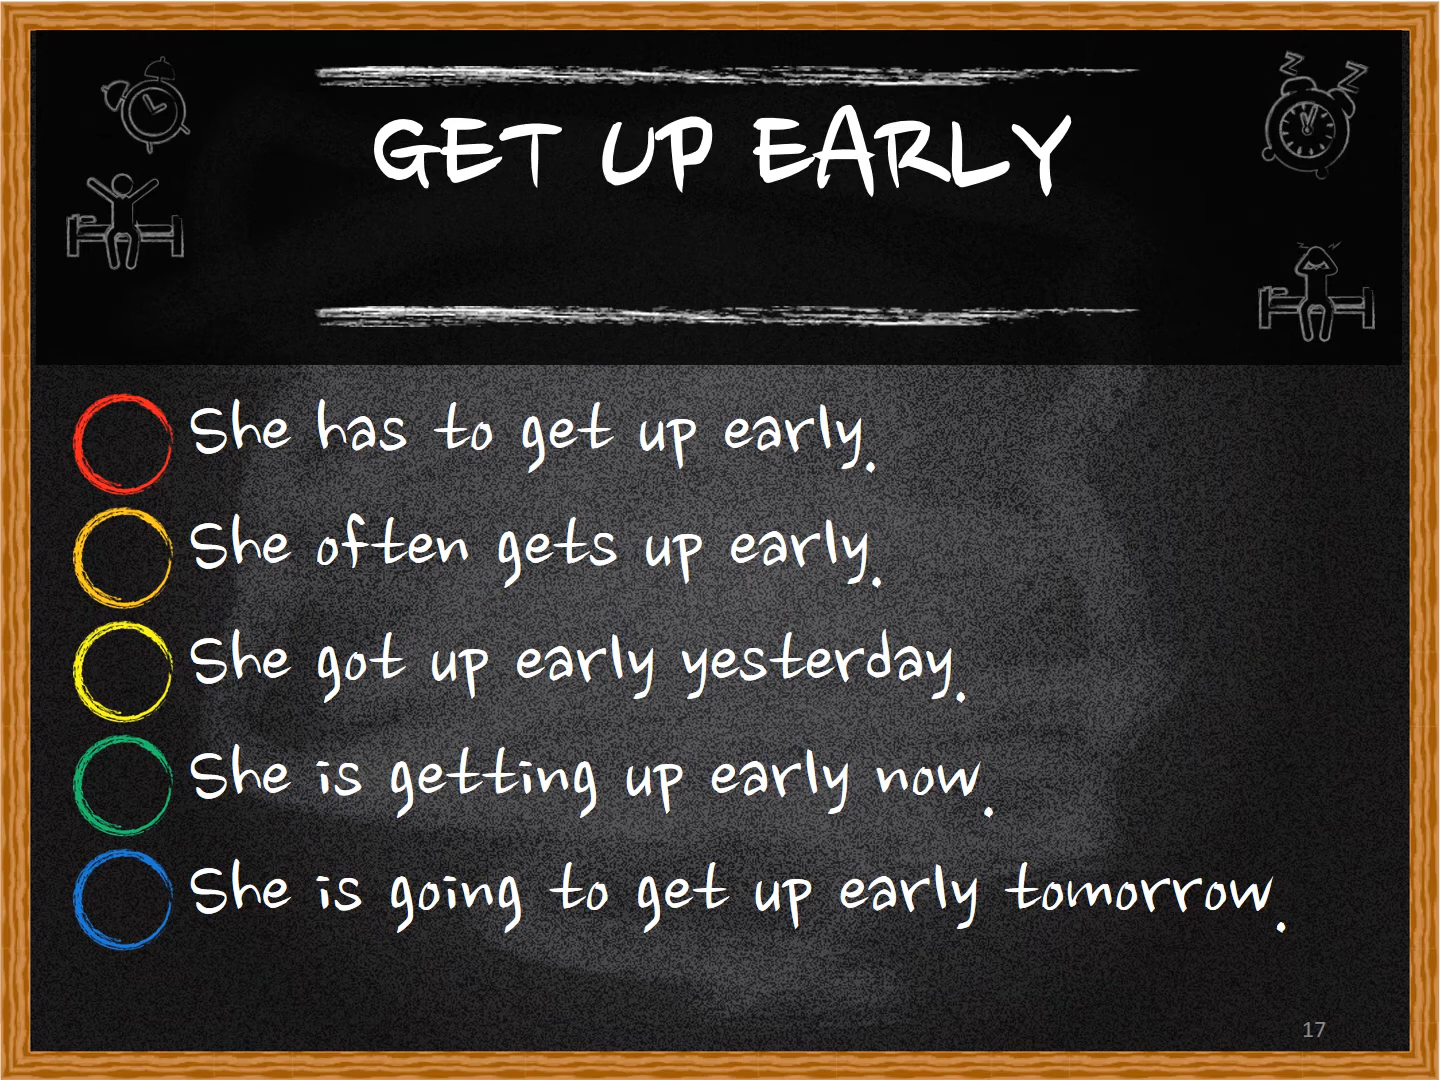 GET UP EARLY
She has to get up early.
She often gets up early.
She got up early yesterday.
She is getting up early now.
She is going to get up early tomorrow.
17